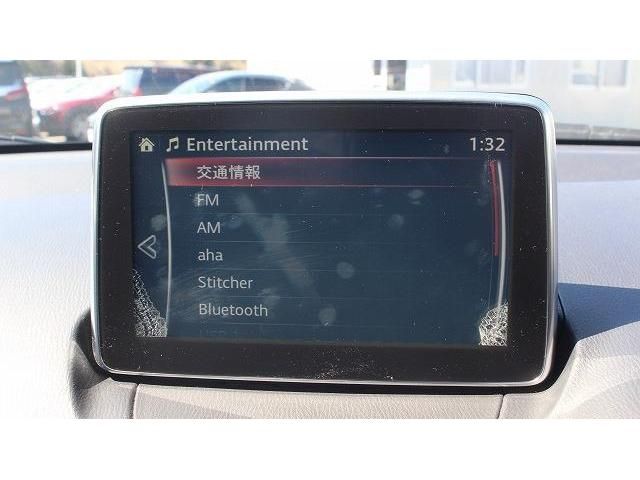 Entertainment 1:32
交通情報
FM
AM
aha
Stitcher
Bluetooth